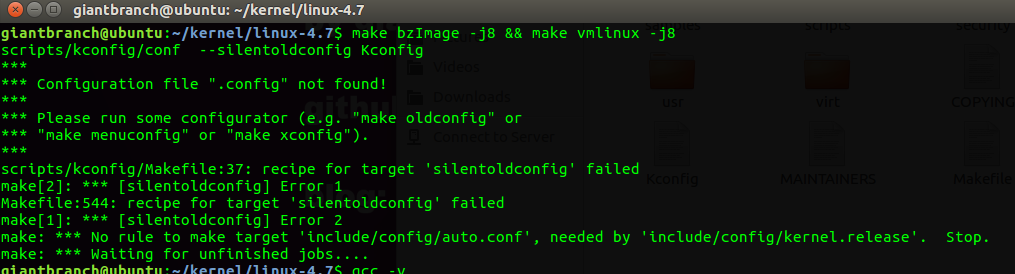 giantbranch@ubuntu: ~/kernel/linux-4.7
giantbranch@ubuntu:~/kernel/linux-4.7$ make bzImage -j8 && make vmlinux -j8
scripts/kconfig/conf  --silentoldconfig Kconfig
***
*** Configuration file ".config" not found!
***
*** Please run some configurator (e.g. "make oldconfig" or
*** "make menuconfig" or "make xconfig").
***
scripts/kconfig/Makefile:37: recipe for target 'silentoldconfig' failed
make[2]: *** [silentoldconfig] Error 1
Makefile:544: recipe for target 'silentoldconfig' failed
make[1]: *** [silentoldconfig] Error 2
make: *** No rule to make target 'include/config/auto.conf', needed by 'include/config/kernel.release'.  Stop.
make: *** Waiting for unfinished jobs....
giantbranch@ubuntu:~/kernel/linux-4.7$ gcc -v
scripts
security
Videos
Downloads
Connect to Server
usr
virt
COPYING
Kconfig
MAINTAINERS
Makefile